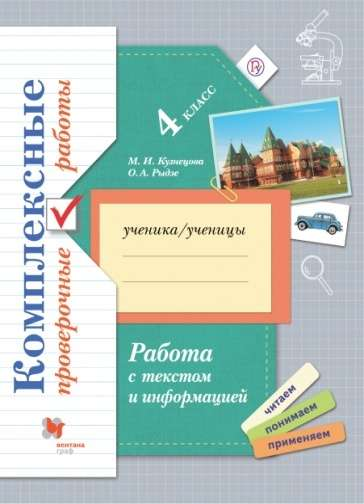 Комплексные
проверочные работы
4 класс
М. И. Кузнецова
О. А. Рыдзе
ученика/ученицы
Работа
с текстом
и информацией
читаем
понимаем
применяем
вентана
граф